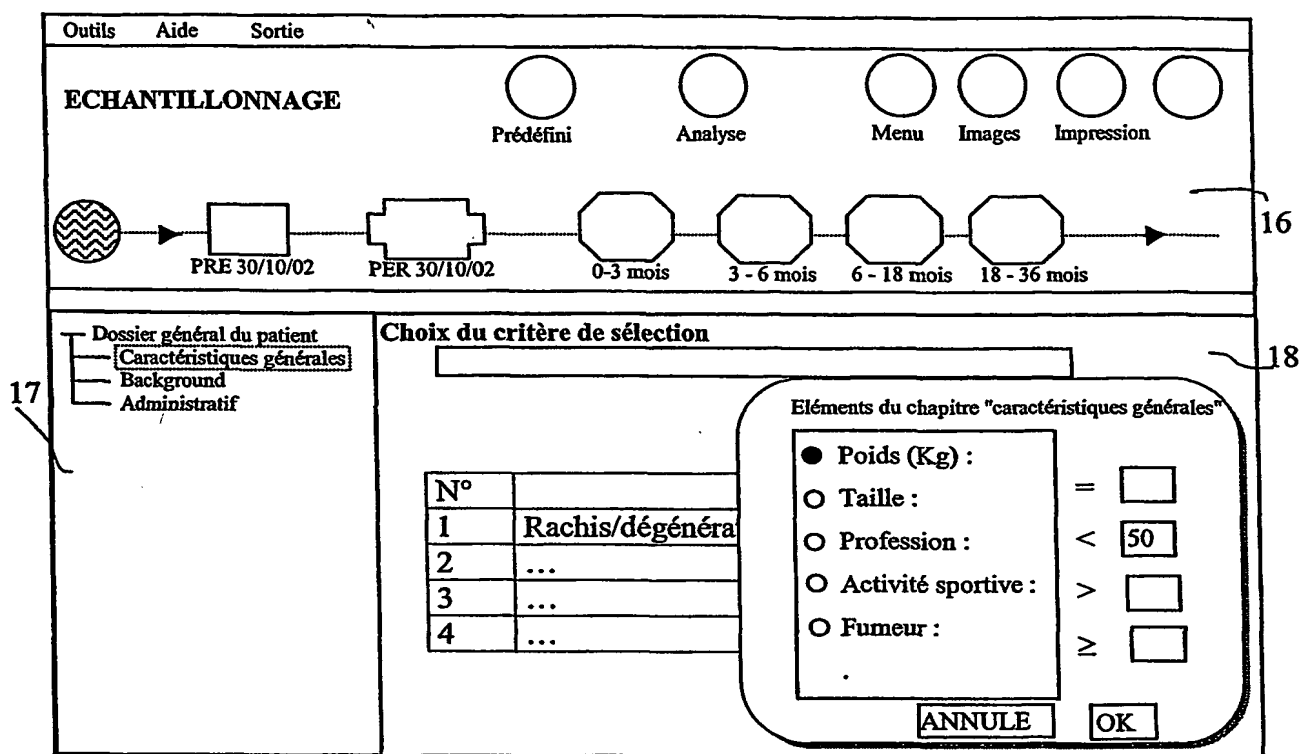 Outils Aide Sortie
ECHANTILLONNAGE
Prédéfini Analyse Menu Images Impression
16
PRE 30/10/02 PER 30/10/02 0-3 mois 3 - 6 mois 6 - 18 mois 18 - 36 mois
Dossier général du patient
Caractéristiques générales
Background
Administratif
17
Choix du critère de sélection
18
Eléments du chapitre "caractéristiques générales"
N°
1 Rachis/dégénéra
2 ...
3 ...
4 ...
Poids (Kg) :
Taille :
Profession :
Activité sportive :
Fumeur :
.
=
< 50
>
≥
ANNULE OK